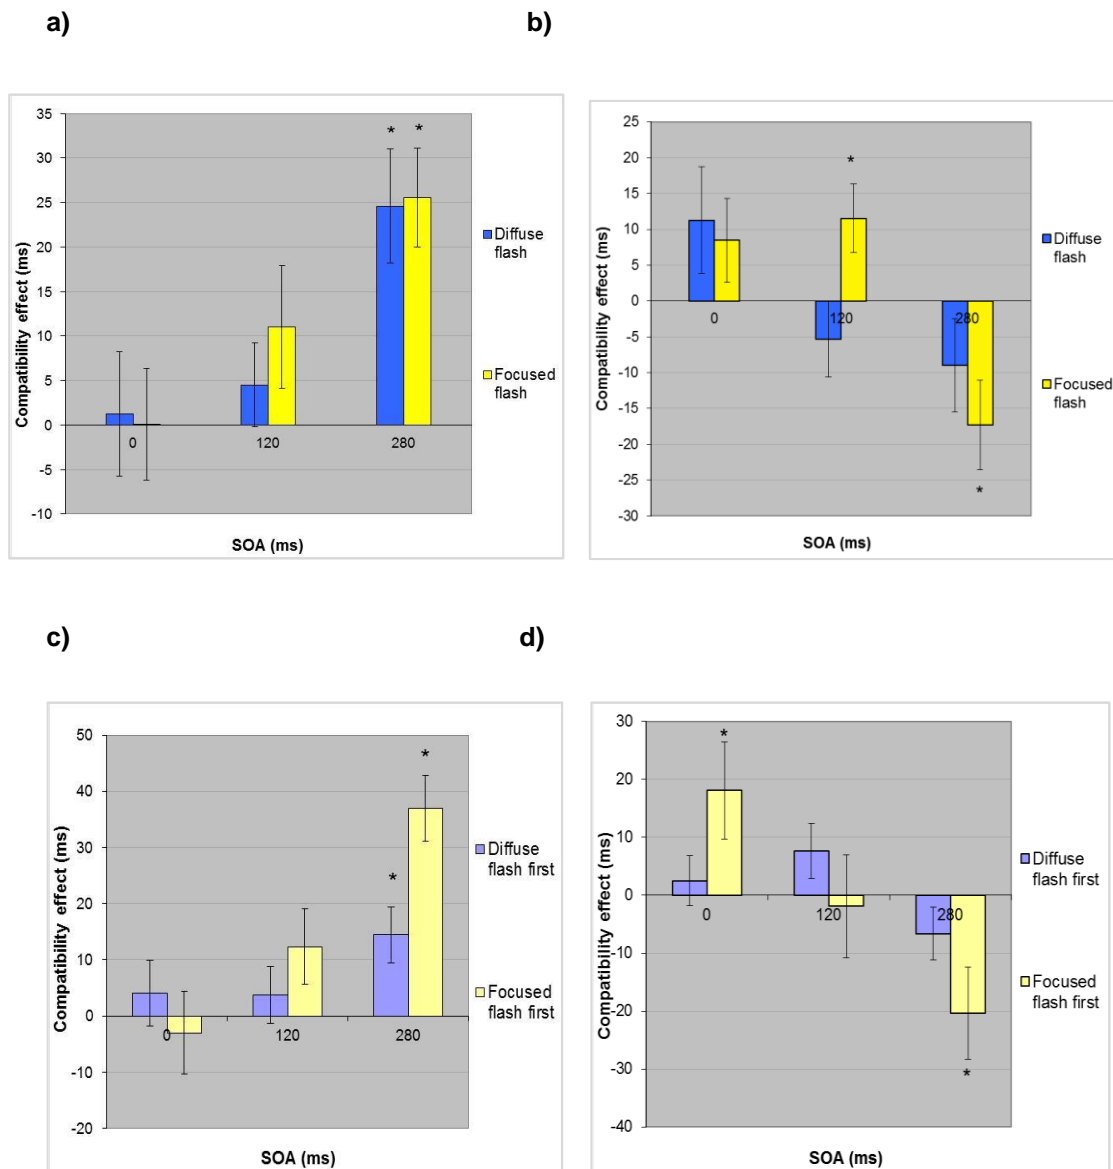 a)
b)
35
30
25
20
15
10
5
0
-5
-10
Compatibility effect (ms)
* *
0
120
280
SOA (ms)
Diffuse
flash
Focused
flash
25
20
15
10
5
0
-5
-10
-15
-20
-25
-30
Compatibility effect (ms)
*
0
120
280
*
SOA (ms)
Diffuse
flash
Focused
flash
c)
d)
50
40
30
20
10
0
-10
-20
Compatibility effect (ms)
*
*
0
120
280
SOA (ms)
Diffuse
flash first
Focused
flash first
30
20
10
0
-10
-20
-30
-40
Compatibility effect (ms)
*
0
120
280
*
SOA (ms)
Diffuse
flash first
Focused
flash first